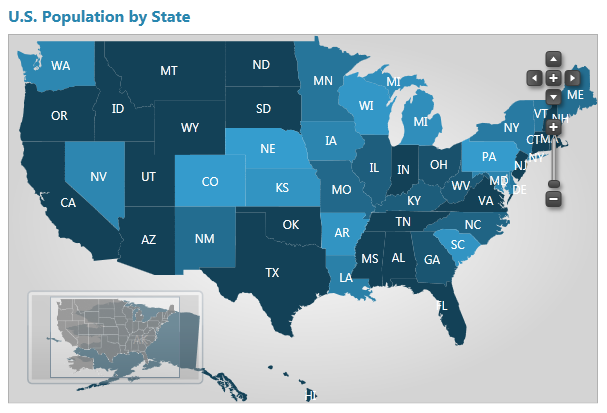 U.S. Population by State
WA
MT
ND
MN
MI
ME
OR
ID
SD
WI
MI
VT
NH
WY
NY
NE
IA
CT
MA
NV
UT
CO
IL
IN
OH
PA
NJ
NY
CA
KS
MO
WV
MD
DE
KY
VA
AZ
NM
OK
AR
TN
NC
TX
MS
AL
GA
SC
LA
FL
HI